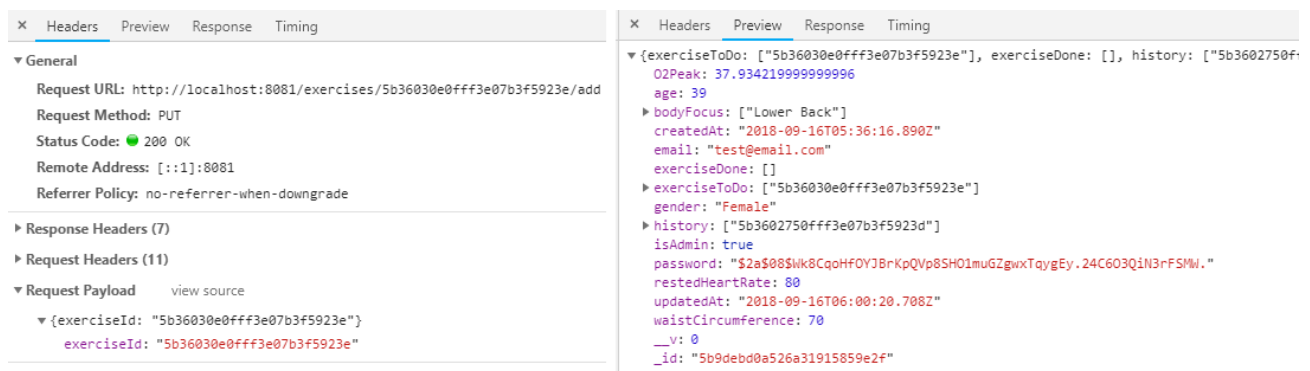 × Headers Preview Response Timing
▼ General
Request URL: http://localhost:8081/exercises/5b36030e0fff3e07b3f5923e/add
Request Method: PUT
Status Code: 200 OK
Remote Address: [::1]:8081
Referrer Policy: no-referrer-when-downgrade
▶ Response Headers (7)
▶ Request Headers (11)
▼ Request Payload view source
▼ {exerciseId: "5b36030e0fff3e07b3f5923e"}
exerciseId: "5b36030e0fff3e07b3f5923e"
× Headers Preview Response Timing
▼ {exerciseToDo: ["5b36030e0fff3e07b3f5923e"], exerciseDone: [], history: ["5b3602750ff
O2Peak: 37.934219999999996
age: 39
▶ bodyFocus: ["Lower Back"]
createdAt: "2018-09-16T05:36:16.890Z"
email: "test@email.com"
exerciseDone: []
▶ exerciseToDo: ["5b36030e0fff3e07b3f5923e"]
gender: "Female"
▶ history: ["5b3602750fff3e07b3f5923d"]
isAdmin: true
password: "$2a$08$Wk8CqoHfOYJBrKpQVp8SHO1muGZgwxTqygEy.24C6O3QiN3rFSMW."
restedHeartRate: 80
updatedAt: "2018-09-16T06:00:20.708Z"
waistCircumference: 70
__v: 0
_id: "5b9debd0a526a31915859e2f"